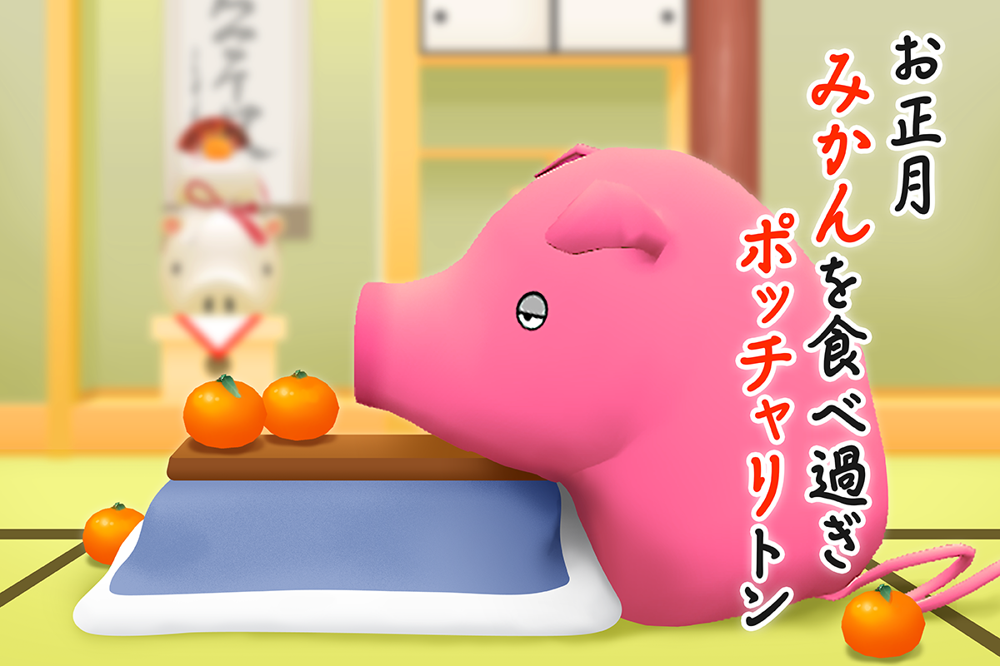 お正月
みかんを食べ過ぎ
ポッチャリトン